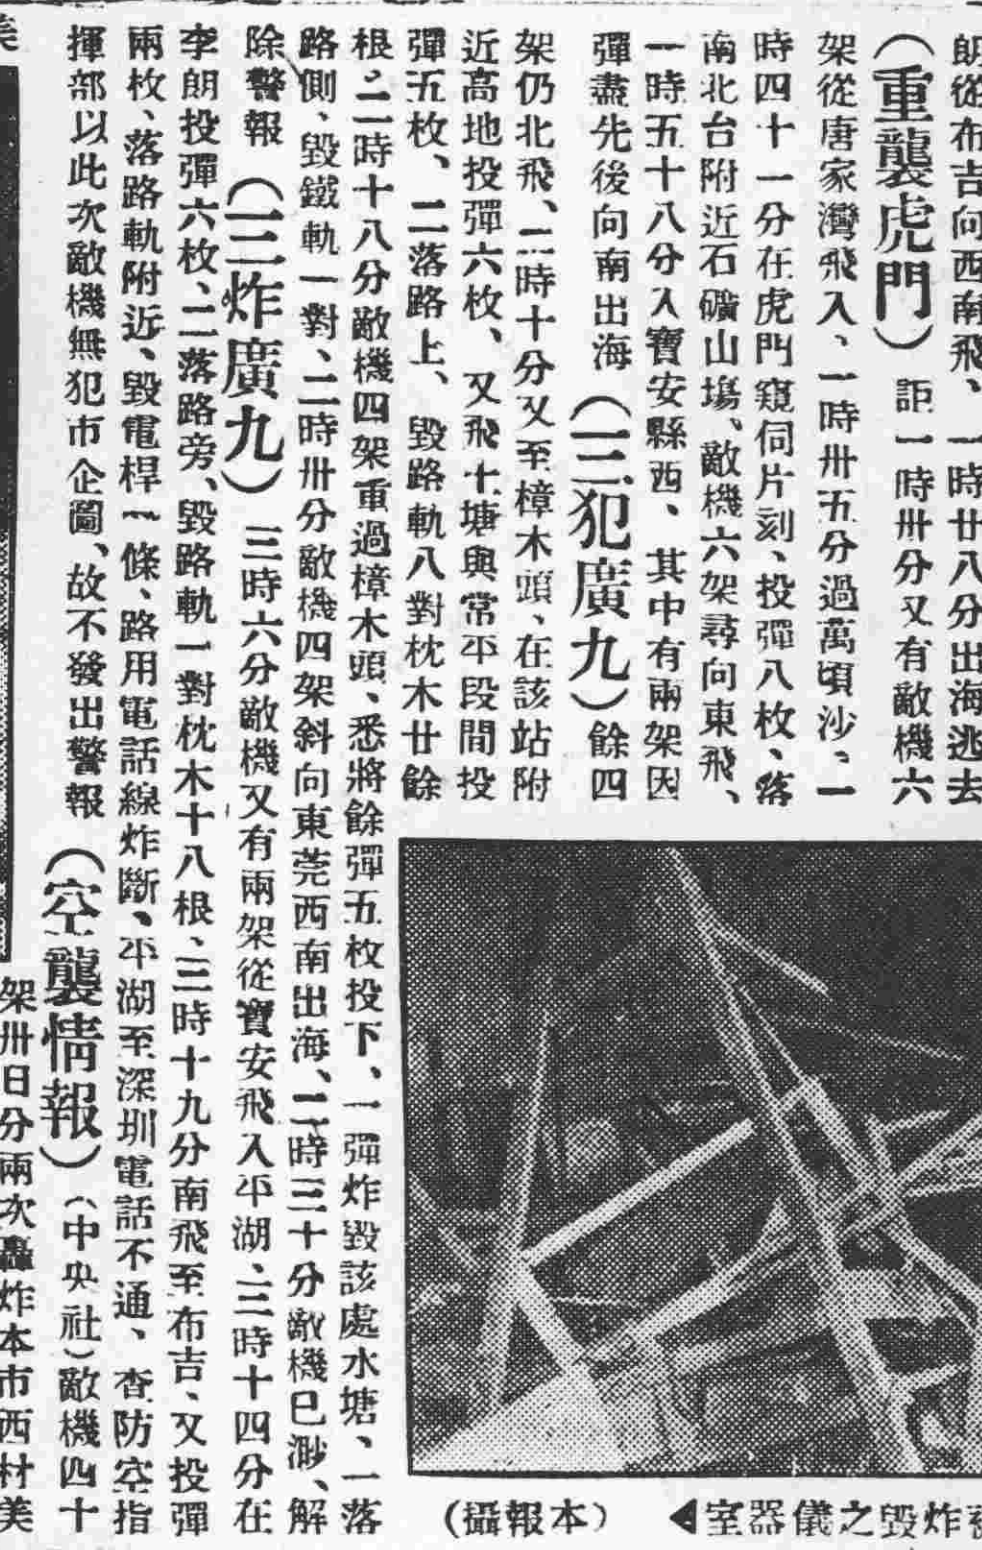 朗從布吉向西南飛、一時廿八分出海逃去
（重襲虎門）詎一時卅分又有敵機六
架從唐家灣飛入、一時卅五分過萬頃沙、一
時四十一分在虎門窺伺片刻、投彈八枚、落
南北台附近石礦山塲、敵機六架尋向東飛、
一時五十八分入寶安縣西、其中有兩架因
彈盡先後向南出海（二犯廣九）餘四
架仍北飛、二時十分又至樟木頭、在該站附
近高地投彈六枚、又飛十塘與常平段間投
彈五枚、二落路上、毀路軌八對枕木廿餘
根、二時十八分敵機四架重過樟木頭、悉將餘彈五枚投下、一彈炸毀該處水塘、一落
路側、毀鐵軌一對、二時卅分敵機四架斜向東莞西南出海、二時三十分敵機已渺、解
除警報（三炸廣九）三時六分敵機又有兩架從寶安飛入平湖、三時十四分在
李朗投彈六枚、二落路旁、毀路軌一對枕木十八根、三時十九分南飛至布吉、又投彈
兩枚、落路軌附近、毀電桿一條、路用電話線炸斷、平湖至深圳電話不通、查防空指
揮部以此次敵機無犯市企圖、故不發出警報（空襲情報）（中央社）敵機四十
架卅日分兩次轟炸本市西村美
炸毀之儀器室◀（本報攝）